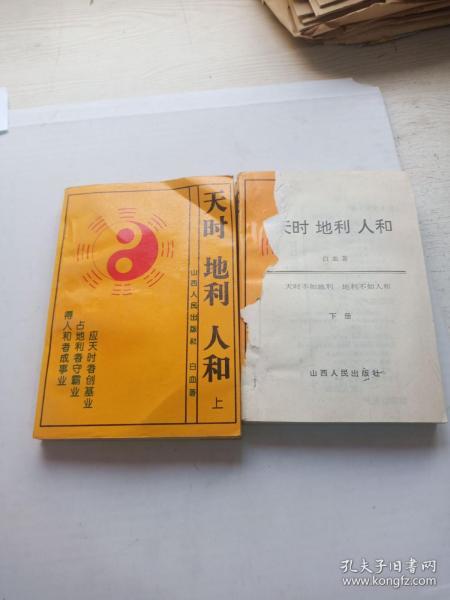 天时 地利 人和 上
山西人民出版社 白血著
应天时者创基业
占地利者守霸业
得人和者成事业
天时 地利 人和
白血著
天时不如地利 地利不如人和
下册
山西人民出版社
孔夫子旧书网
www.kongfz.com